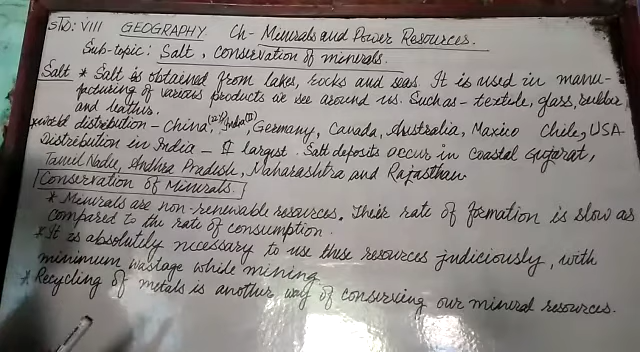 STD: VIII GEOGRAPHY. Ch- Minerals and Power Resources.
Sub-topic: Salt, conservation of minerals.
Salt * Salt is obtained from lakes, rocks and seas. It is used in manu-
facturing of various products we see around us. Such as - textile, glass, rubber
and leather.
* World distribution - China, India (II), Germany, Canada, Australia, Maxico Chile, USA
Distribution in India - II largest. Salt deposits occur in coastal Gujarat,
Tamil Nadu, Andhra Pradesh, Maharashtra and Rajasthan
Conservation of Minerals.
* Minerals are non-renewable resources. Their rate of formation is slow as
compared to the rate of consumption.
* It is absolutely necessary to use these resources judiciously, with
minimum wastage while mining
* Recycling of metals is another way of conserving our mineral resources.